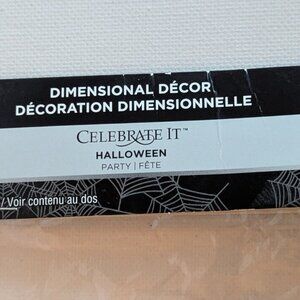 DIMENSIONAL DÉCOR
DÉCORATION DIMENSIONNELLE
CELEBRATE IT™
HALLOWEEN
PARTY | FÊTE
/ Voir contenu au dos